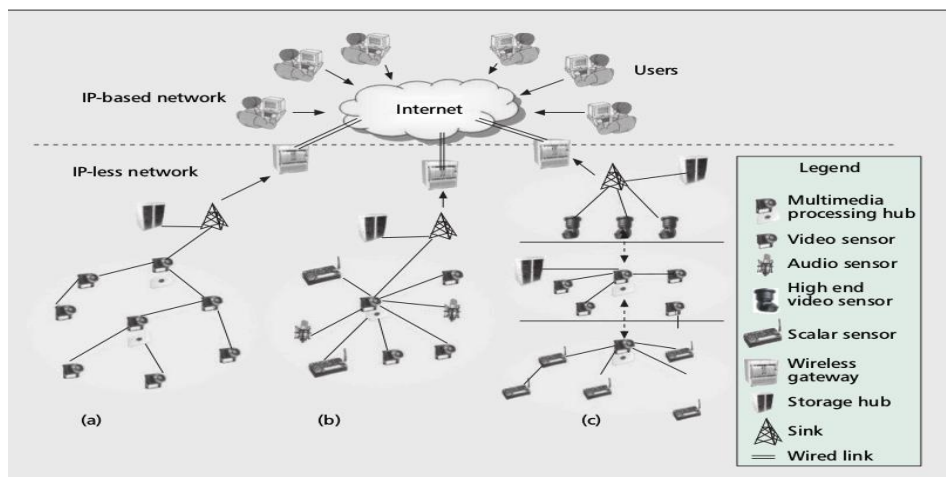 Users
IP-based network
Internet
IP-less network
Legend
Multimedia
processing hub
Video sensor
Audio sensor
High end
video sensor
Scalar sensor
Wireless
gateway
Storage hub
Sink
Wired link
(a)
(b)
(c)